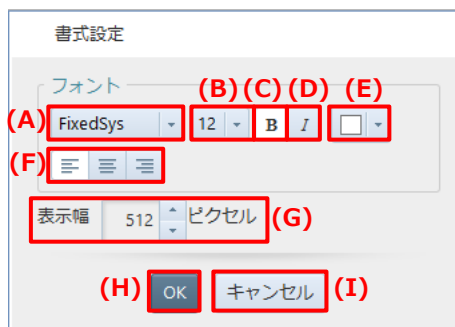 書式設定
フォント
(B) (C) (D) (E)
(A) FixedSys 12 B I
(F)
表示幅 512 ピクセル (G)
(H) OK キャンセル (I)